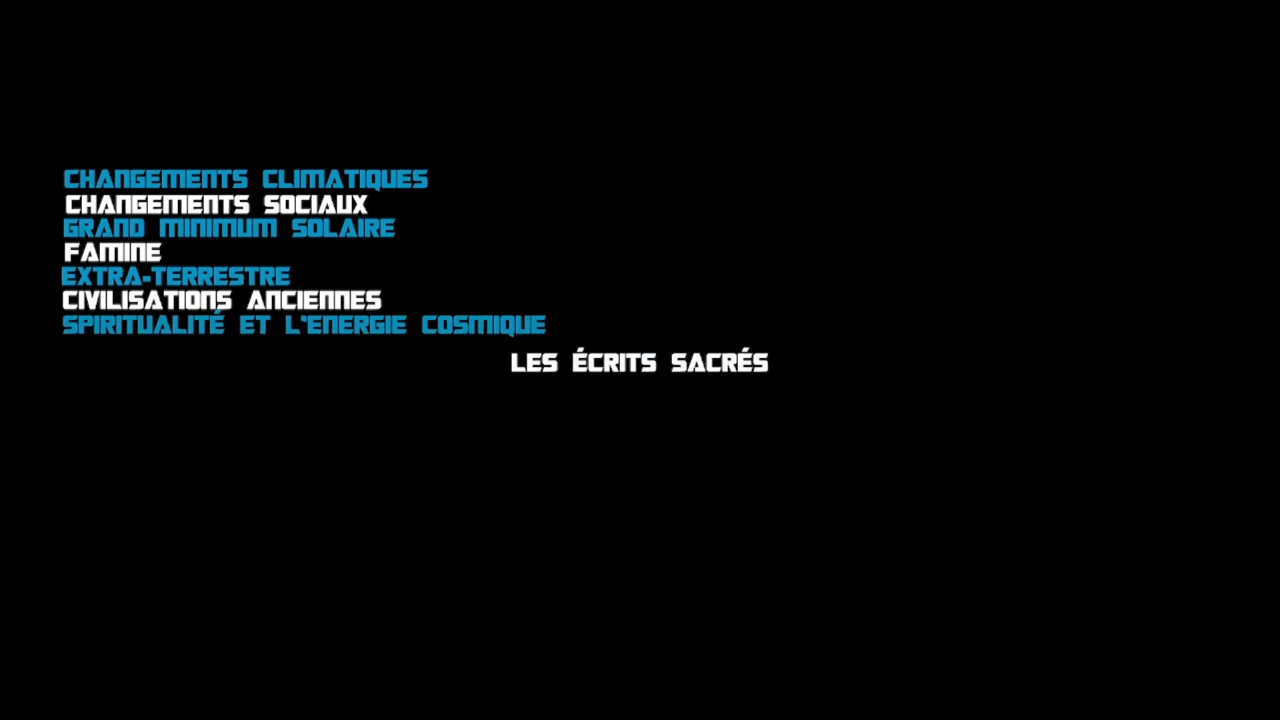 CHANGEMENTS CLIMATIQUES
CHANGEMENTS SOCIAUX
GRAND MINIMUM SOLAIRE
FAMINE
EXTRA-TERRESTRE
CIVILISATIONS ANCIENNES
SPIRITUALITÉ ET L'ENERGIE COSMIQUE
LES ÉCRITS SACRÉS